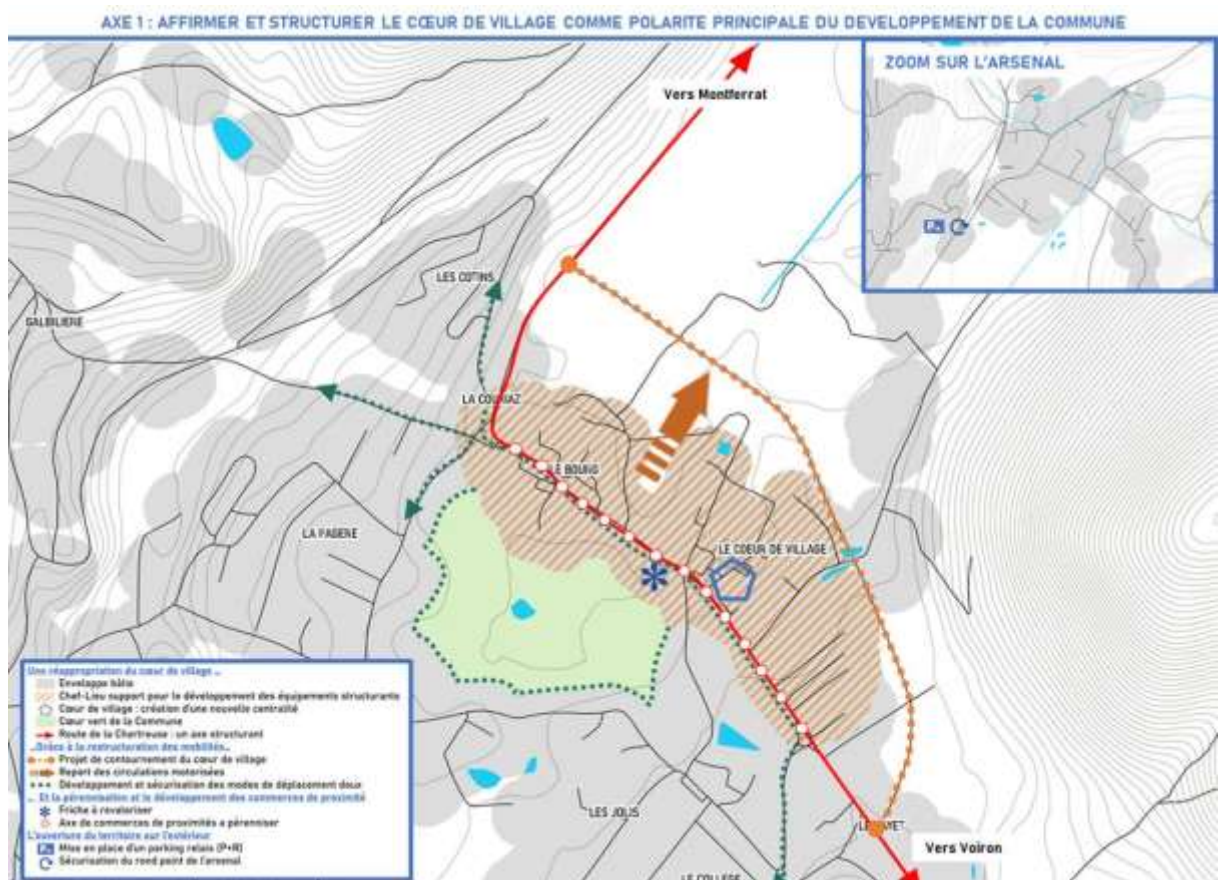 AXE 1 : AFFIRMER ET STRUCTURER LE CŒUR DE VILLAGE COMME POLARITE PRINCIPALE DU DEVELOPPEMENT DE LA COMMUNE
ZOOM SUR L'ARSENAL
Vers Montferrat
LES COTINS
GALBILIERE
LE BOURG
LA PAGERE
LE COEUR DE VILLAGE
LES JOLIS
Vers Voiron
LE COLLEGE
Une réappropriation du cœur de village ...
Enveloppe bâtie
Chef-Lieu support pour le développement des équipements structurants
Cœur de village : création d'une nouvelle centralité
Cœur vert de la Commune
Route de la Chartreuse : un axe structurant
...Grâce à la restructuration des mobilités...
Projet de contournement du cœur de village
Report des circulations motorisées
Développement et sécurisation des modes de déplacement doux
... Et la pérennisation et le développement des commerces de proximité
Friche à revaloriser
Axe de commerces de proximités a pérenniser
L'ouverture du territoire sur l'extérieur
Mise en place d'un parking relais (P+R)
Sécurisation du rond point de l'arsenal